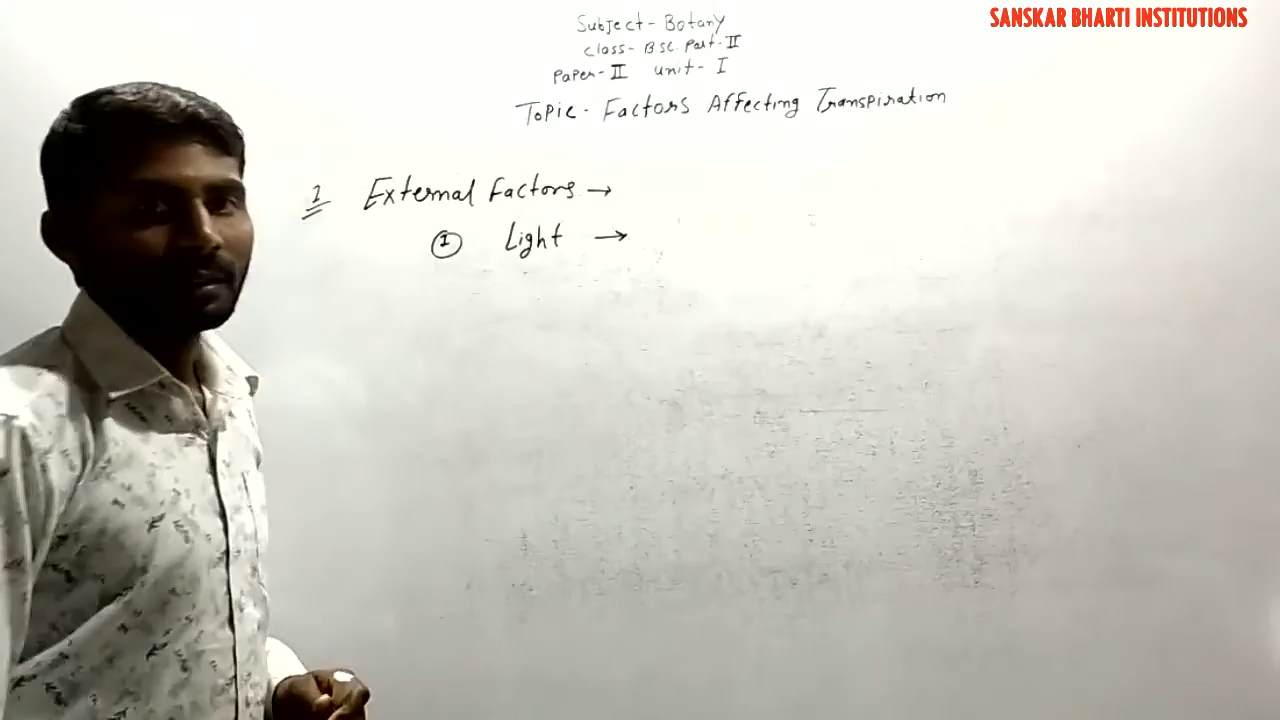 SANSKAR BHARTI INSTITUTIONS
Subject - Botany
Class - BSC. Part - II
Paper - II Unit - I
Topic - Factors Affecting Transpiration
1 External Factors →
① Light →